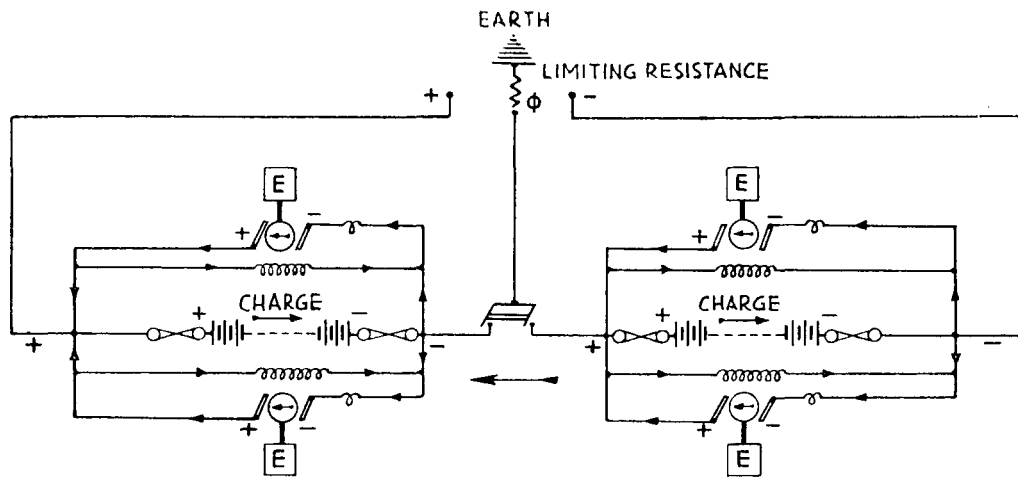 EARTH
LIMITING RESISTANCE
+ Φ −
E E
+ − + −
CHARGE CHARGE
+ − + −
+ − + −
+ − + −
E E